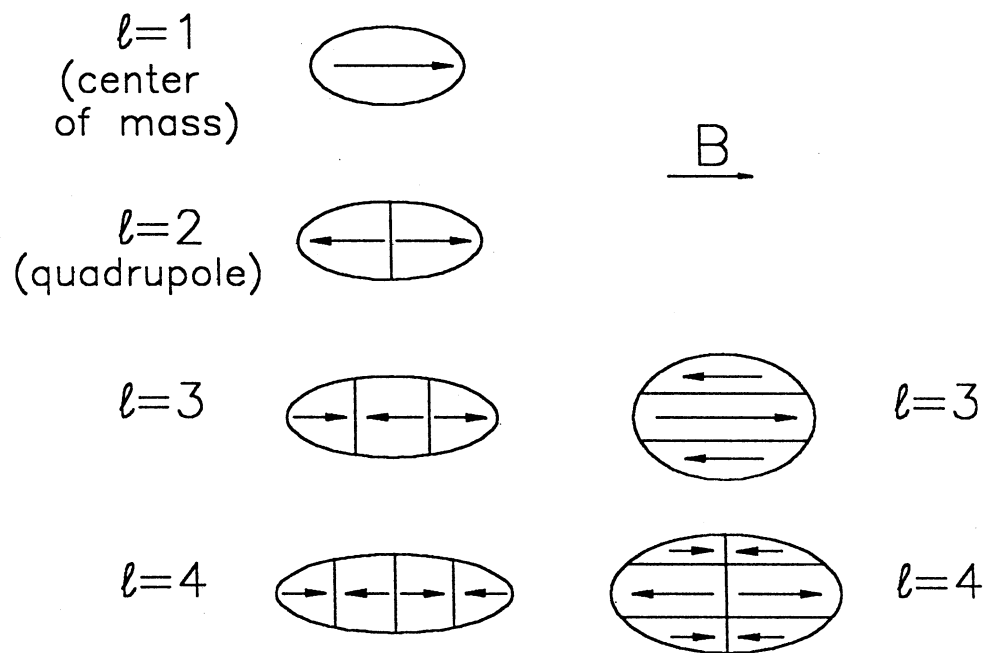 ℓ=1
(center
of mass)
B
ℓ=2
(quadrupole)
ℓ=3
ℓ=3
ℓ=4
ℓ=4